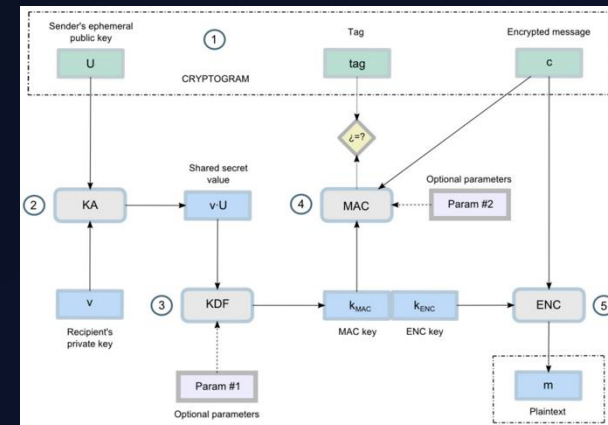 Sender's ephemeral
public key
1
Tag
Encrypted message
U
tag
c
CRYPTOGRAM
¿=?
Shared secret
value
Optional parameters
2
KA
v·U
4
MAC
Param #2
v
3
KDF
kMAC
kENC
ENC
5
Recipient's
private key
MAC key
ENC key
Param #1
m
Optional parameters
Plaintext